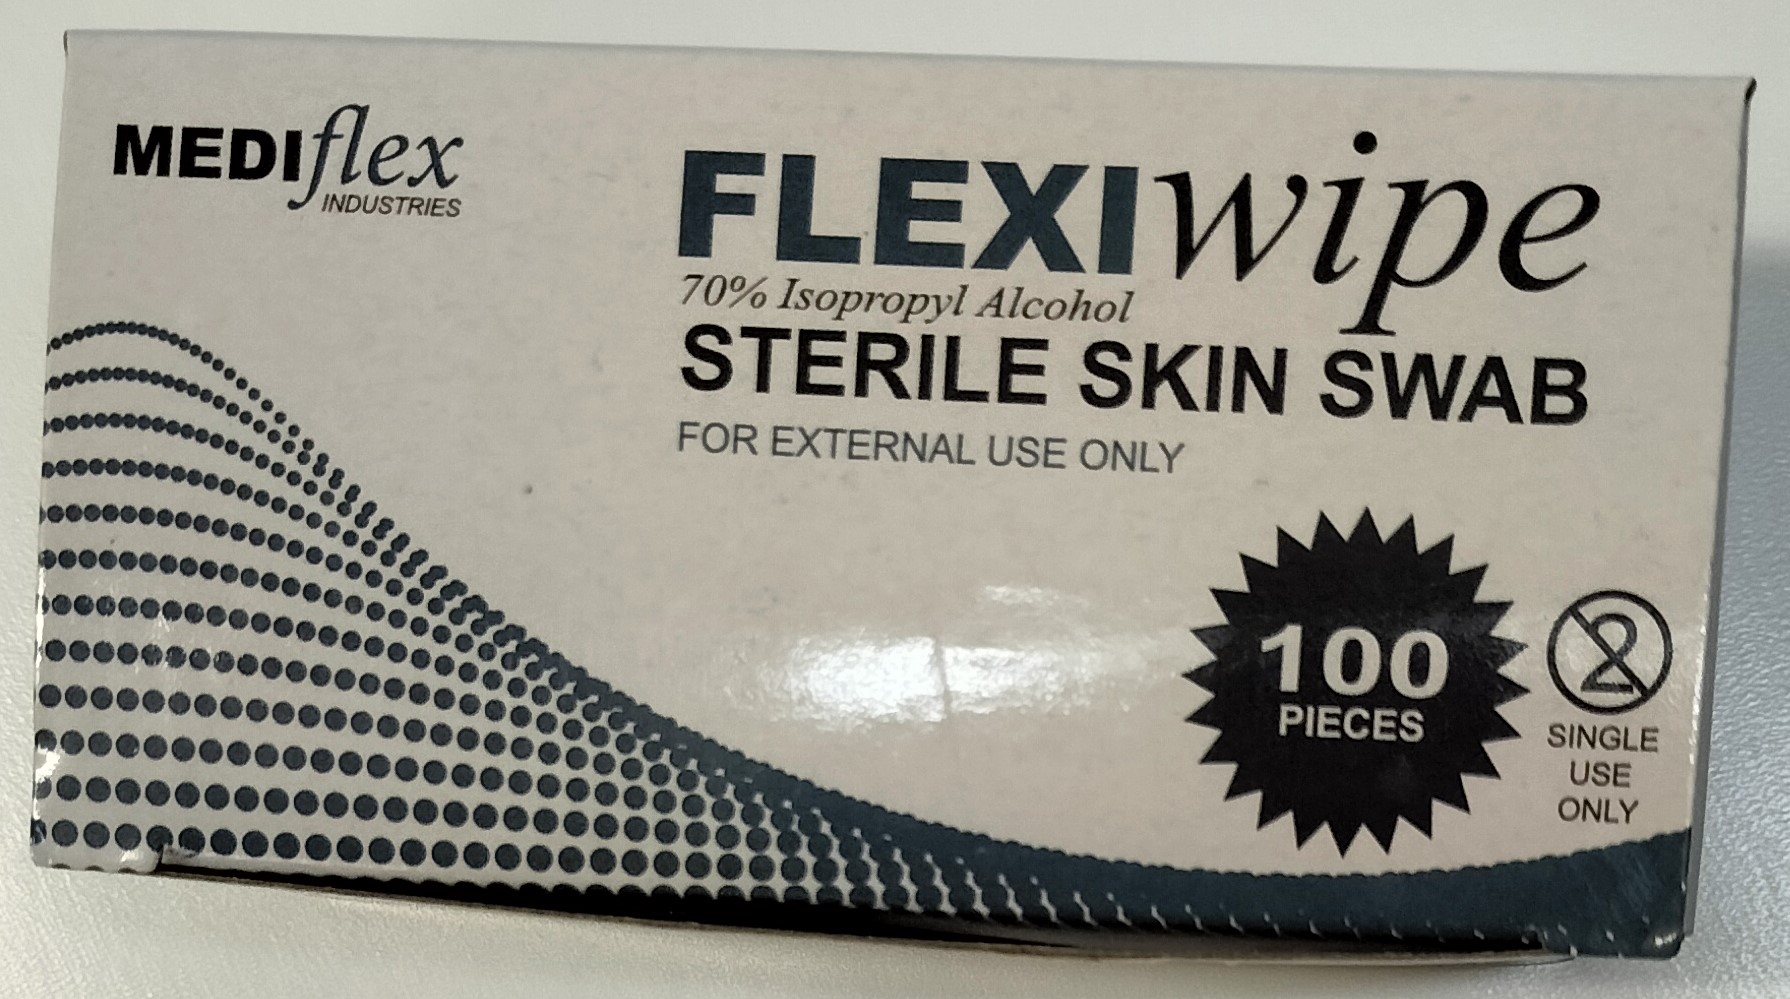 MEDIflex
INDUSTRIES
FLEXIwipe
70% Isopropyl Alcohol
STERILE SKIN SWAB
FOR EXTERNAL USE ONLY
100
PIECES
2
SINGLE
USE
ONLY